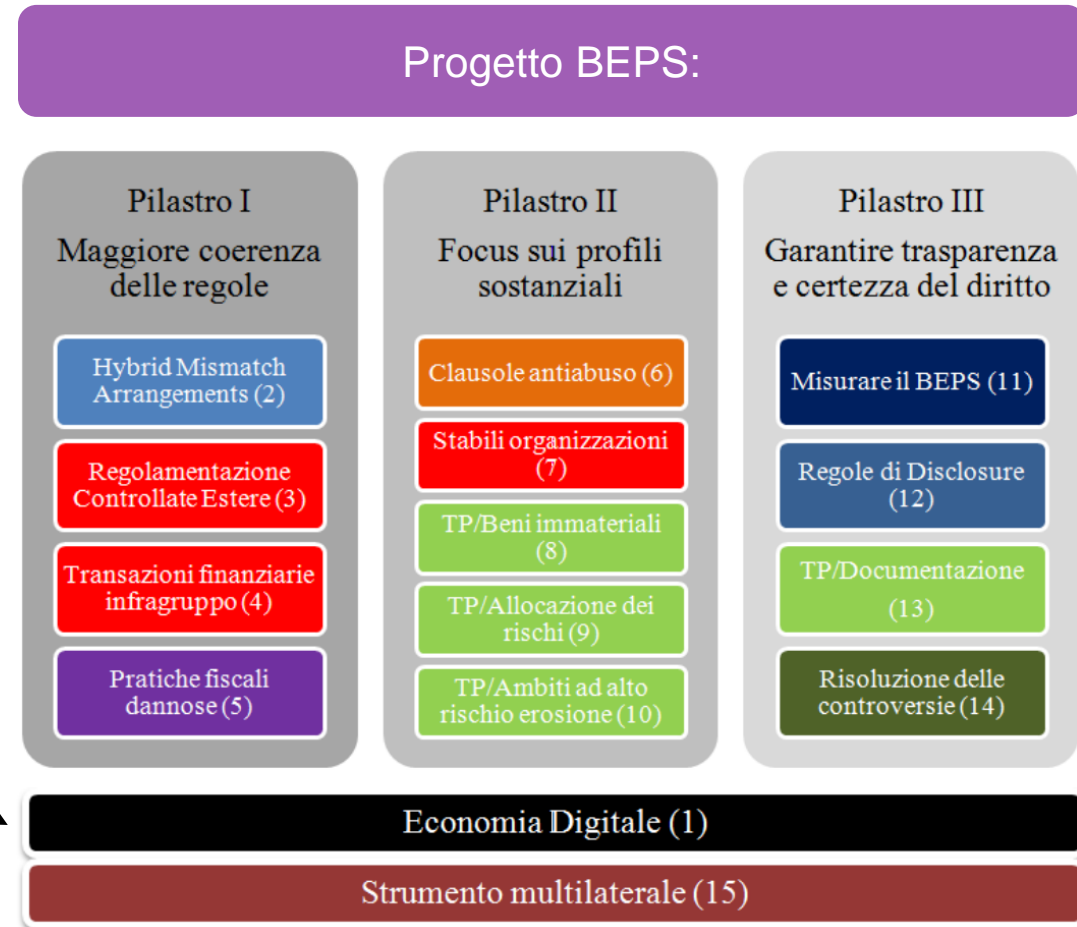 Progetto BEPS:
Pilastro I
Maggiore coerenza
delle regole
Hybrid Mismatch
Arrangements (2)
Regolamentazione
Controllate Estere (3)
Transazioni finanziarie
infragruppo (4)
Pratiche fiscali
dannose (5)
Pilastro II
Focus sui profili
sostanziali
Clausole antiabuso (6)
Stabili organizzazioni
(7)
TP/Beni immateriali
(8)
TP/Allocazione dei
rischi (9)
TP/Ambiti ad alto
rischio erosione (10)
Pilastro III
Garantire trasparenza
e certezza del diritto
Misurare il BEPS (11)
Regole di Disclosure
(12)
TP/Documentazione
(13)
Risoluzione delle
controversie (14)
Economia Digitale (1)
Strumento multilaterale (15)